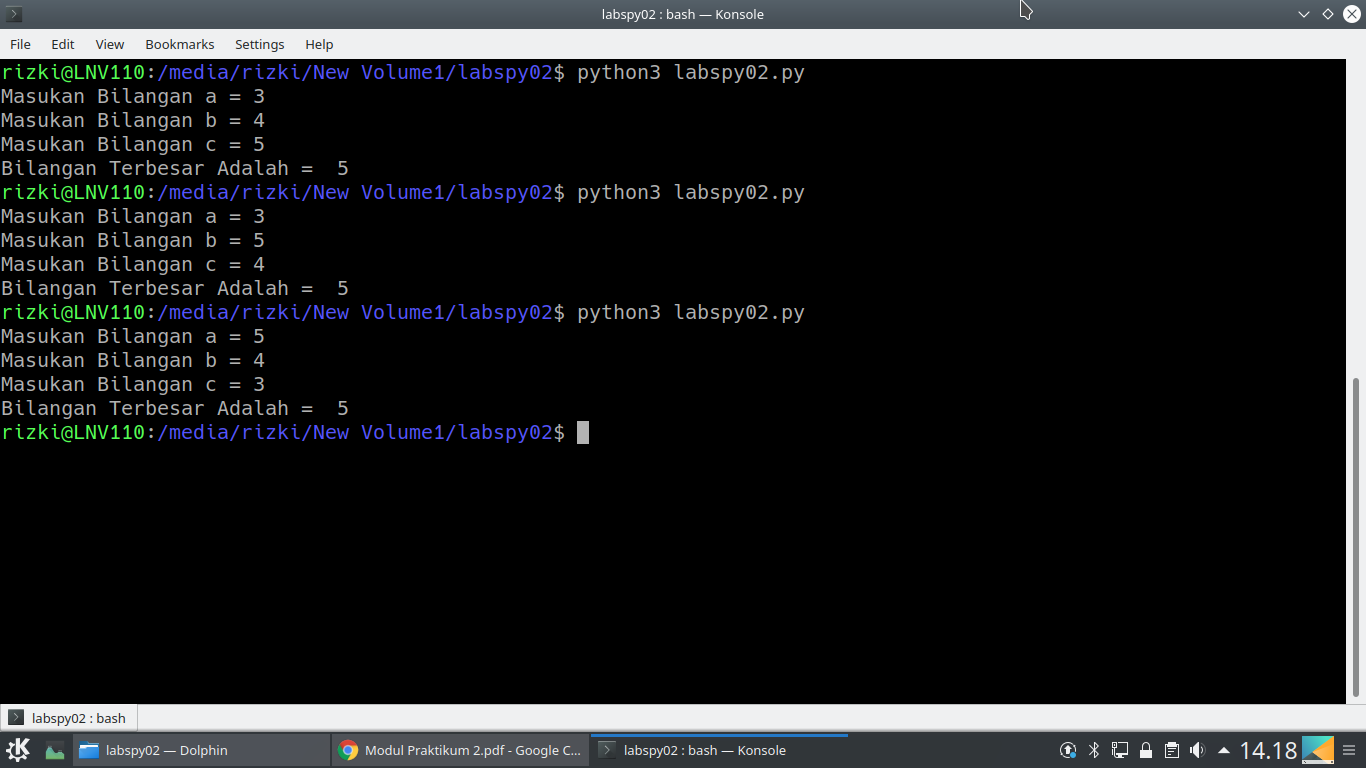 labspy02 : bash — Konsole
File Edit View Bookmarks Settings Help
rizki@LNV110:/media/rizki/New Volume1/labspy02$ python3 labspy02.py
Masukan Bilangan a = 3
Masukan Bilangan b = 4
Masukan Bilangan c = 5
Bilangan Terbesar Adalah =  5
rizki@LNV110:/media/rizki/New Volume1/labspy02$ python3 labspy02.py
Masukan Bilangan a = 3
Masukan Bilangan b = 5
Masukan Bilangan c = 4
Bilangan Terbesar Adalah =  5
rizki@LNV110:/media/rizki/New Volume1/labspy02$ python3 labspy02.py
Masukan Bilangan a = 5
Masukan Bilangan b = 4
Masukan Bilangan c = 3
Bilangan Terbesar Adalah =  5
rizki@LNV110:/media/rizki/New Volume1/labspy02$
labspy02 : bash
labspy02 — Dolphin Modul Praktikum 2.pdf - Google C... labspy02 : bash — Konsole 14.18